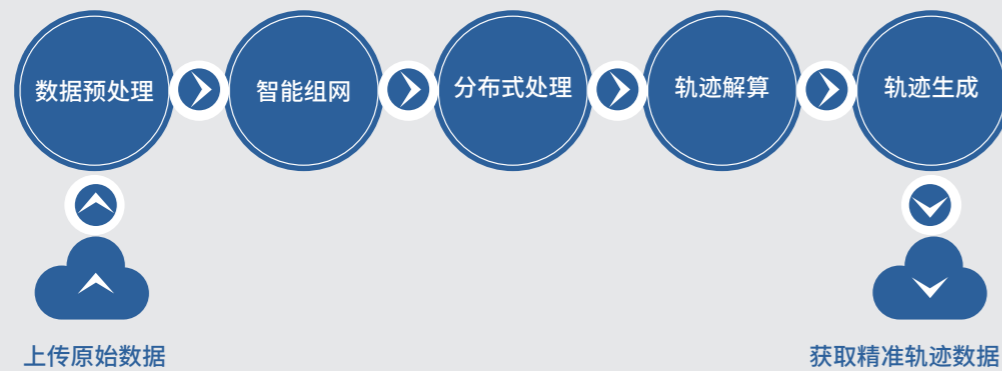 数据预处理
智能组网
分布式处理
轨迹解算
轨迹生成
上传原始数据
获取精准轨迹数据